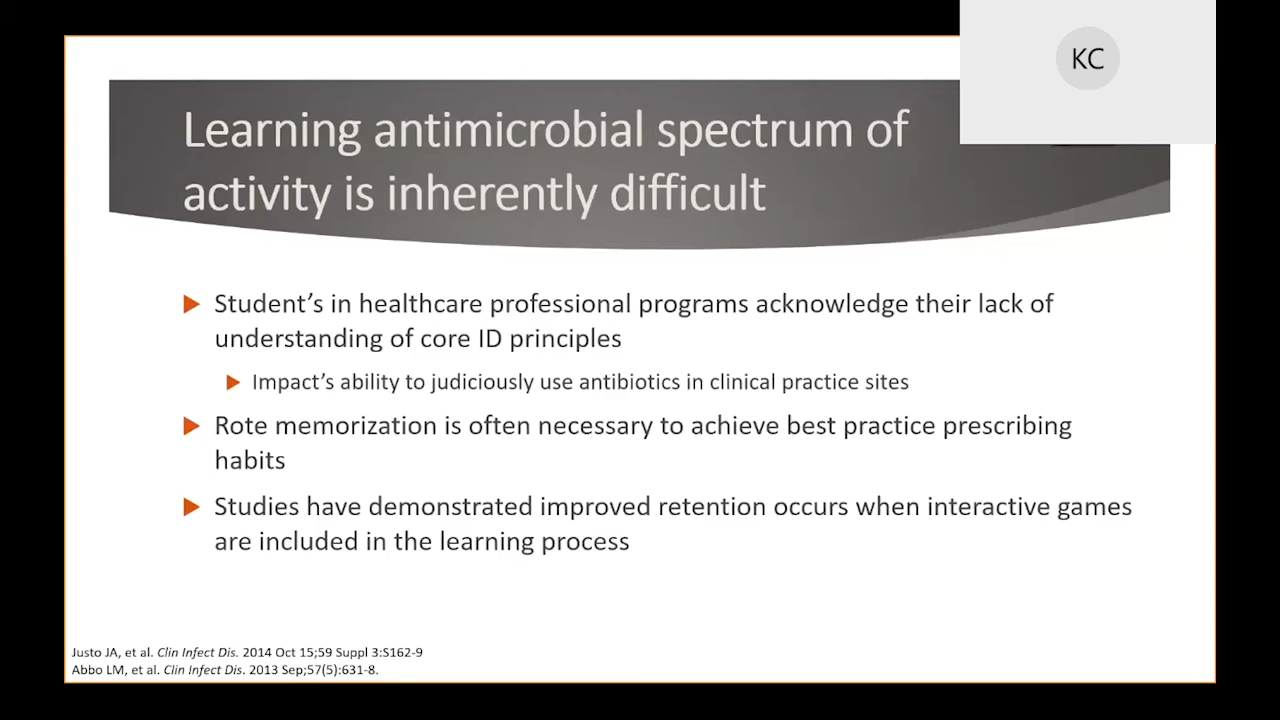 KC
Learning antimicrobial spectrum of
activity is inherently difficult
Student’s in healthcare professional programs acknowledge their lack of
understanding of core ID principles
Impact’s ability to judiciously use antibiotics in clinical practice sites
Rote memorization is often necessary to achieve best practice prescribing
habits
Studies have demonstrated improved retention occurs when interactive games
are included in the learning process
Justo JA, et al. Clin Infect Dis. 2014 Oct 15;59 Suppl 3:S162-9
Abbo LM, et al. Clin Infect Dis. 2013 Sep;57(5):631-8.